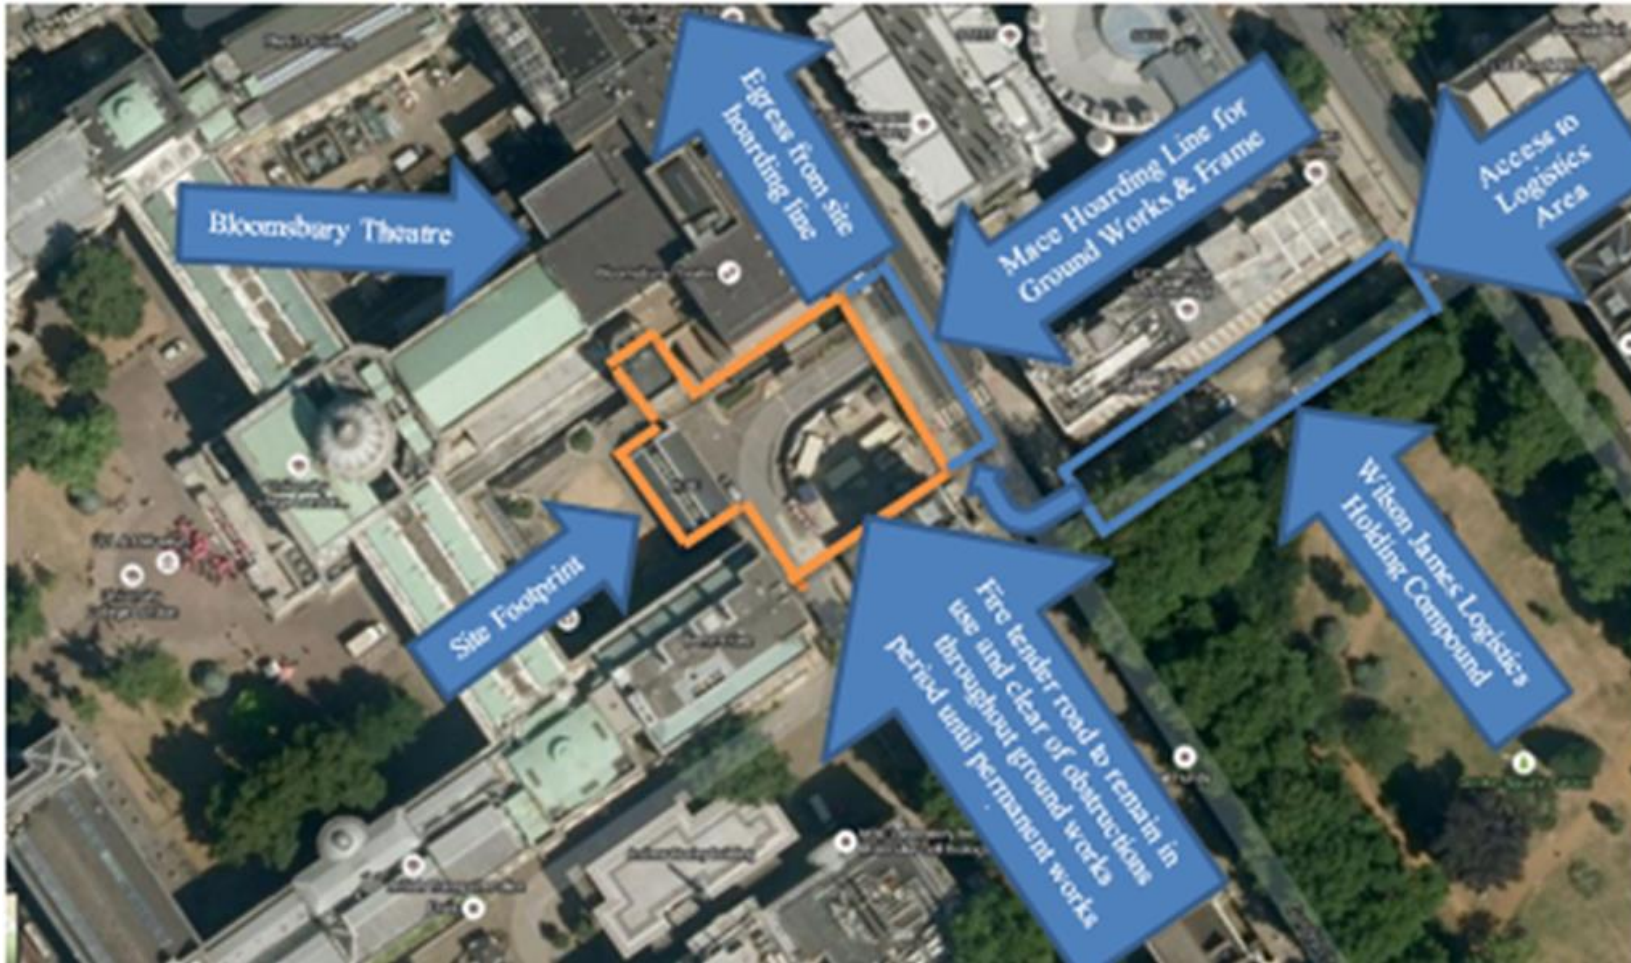 Egress from site
hoarding line
Bloomsbury Theatre
Mace Hoarding Line for
Ground Works & Frame
Access to
Logistics
Area
Site Footprint
Fire tender road to remain in
use and clear of obstructions
throughout ground works
period until permanent works
Wilson James Logistics
Holding Compound
Bloomsbury Theatre